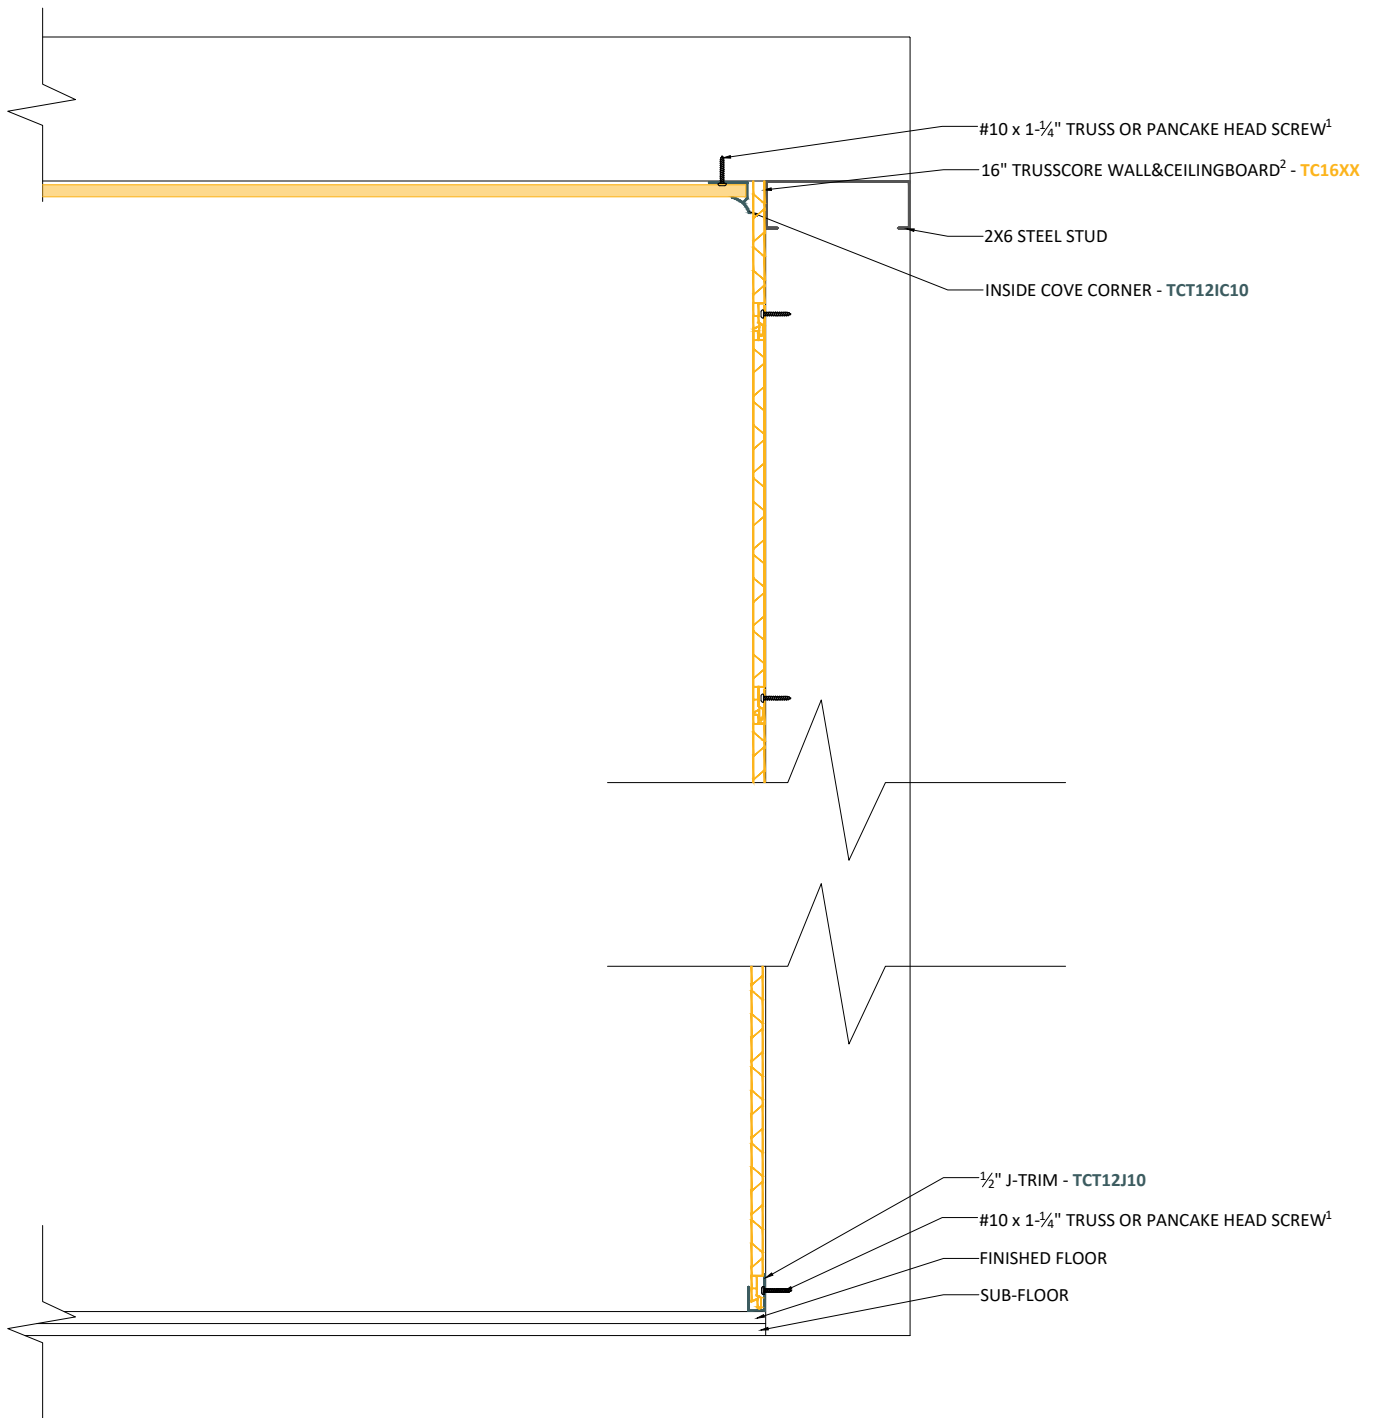 #10 x 1-¼" TRUSS OR PANCAKE HEAD SCREW¹
16" TRUSSCORE WALL&CEILINGBOARD² - TC16XX
2X6 STEEL STUD
INSIDE COVE CORNER - TCT12IC10
½" J-TRIM - TCT12J10
#10 x 1-¼" TRUSS OR PANCAKE HEAD SCREW¹
FINISHED FLOOR
SUB-FLOOR